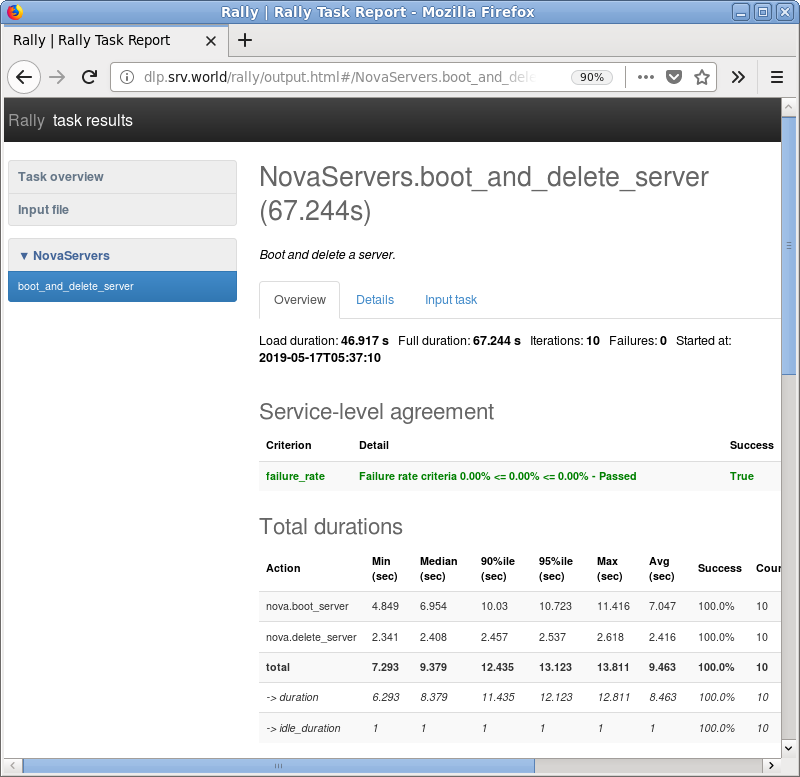 Rally | Rally Task Report - Mozilla Firefox
Rally | Rally Task Report
dlp.srv.world/rally/output.html#/NovaServers.boot_and_dele
90%
Rally task results
Task overview
Input file
▼ NovaServers
boot_and_delete_server
NovaServers.boot_and_delete_server
(67.244s)
Boot and delete a server.
Overview Details Input task
Load duration: 46.917 s Full duration: 67.244 s Iterations: 10 Failures: 0 Started at:
2019-05-17T05:37:10
Service-level agreement
Criterion Detail Success
failure_rate Failure rate criteria 0.00% <= 0.00% <= 0.00% - Passed True
Total durations
Action Min (sec) Median (sec) 90%ile (sec) 95%ile (sec) Max (sec) Avg (sec) Success Cour
nova.boot_server 4.849 6.954 10.03 10.723 11.416 7.047 100.0% 10
nova.delete_server 2.341 2.408 2.457 2.537 2.618 2.416 100.0% 10
total 7.293 9.379 12.435 13.123 13.811 9.463 100.0% 10
-> duration 6.293 8.379 11.435 12.123 12.811 8.463 100.0% 10
-> idle_duration 1 1 1 1 1 1 100.0% 10